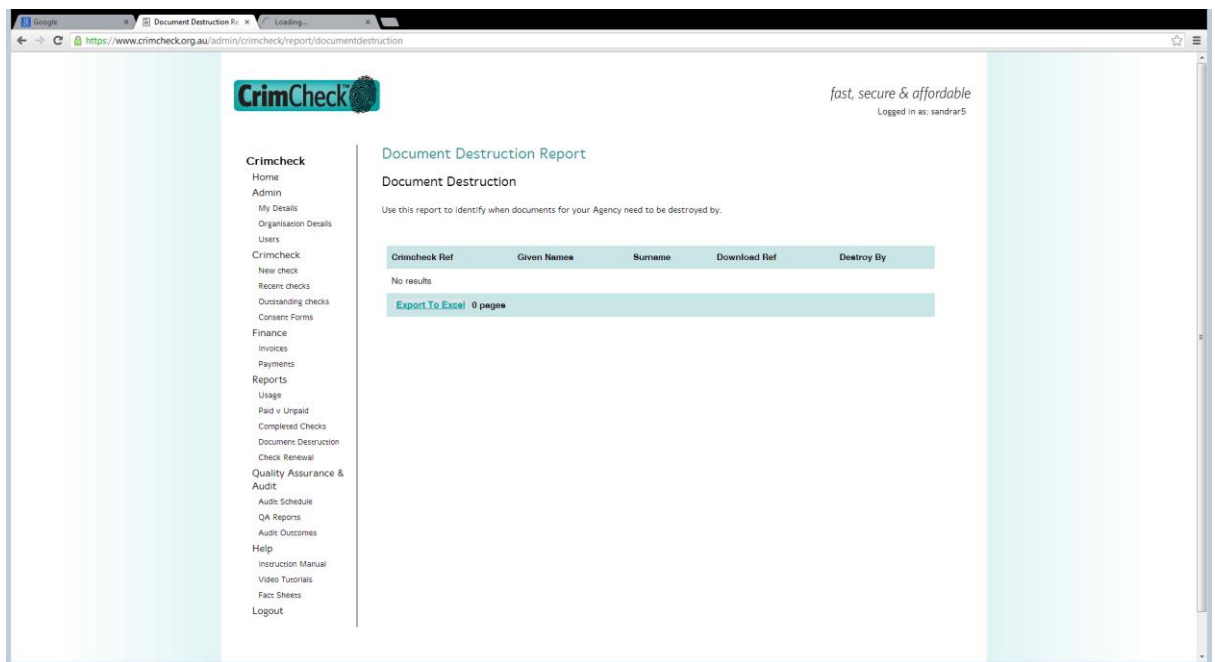 Google
Document Destruction Re
Loading...
https://www.crimcheck.org.au/admin/crimcheck/report/documentdestruction
CrimCheck™
fast, secure & affordable
Logged in as: sandrar5
Crimcheck
Home
Admin
My Details
Organisation Details
Users
Crimcheck
New check
Recent checks
Outstanding checks
Consent Forms
Finance
Invoices
Payments
Reports
Usage
Paid v Unpaid
Completed Checks
Document Destruction
Check Renewal
Quality Assurance &
Audit
Audit Schedule
QA Reports
Audit Outcomes
Help
Instruction Manual
Video Tutorials
Fact Sheets
Logout
Document Destruction Report
Document Destruction
Use this report to identify when documents for your Agency need to be destroyed by.
Crimcheck Ref Given Names Surname Download Ref Destroy By
No results
Export To Excel 0 pages